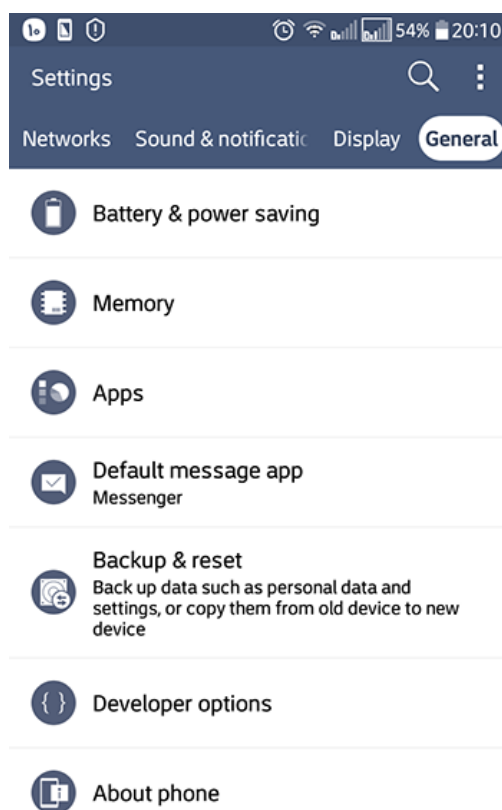 ۱۰ 54% 20:10
Settings
Networks Sound & notificatic Display General
Battery & power saving
Memory
Apps
Default message app
Messenger
Backup & reset
Back up data such as personal data and
settings, or copy them from old device to new
device
{ } Developer options
About phone